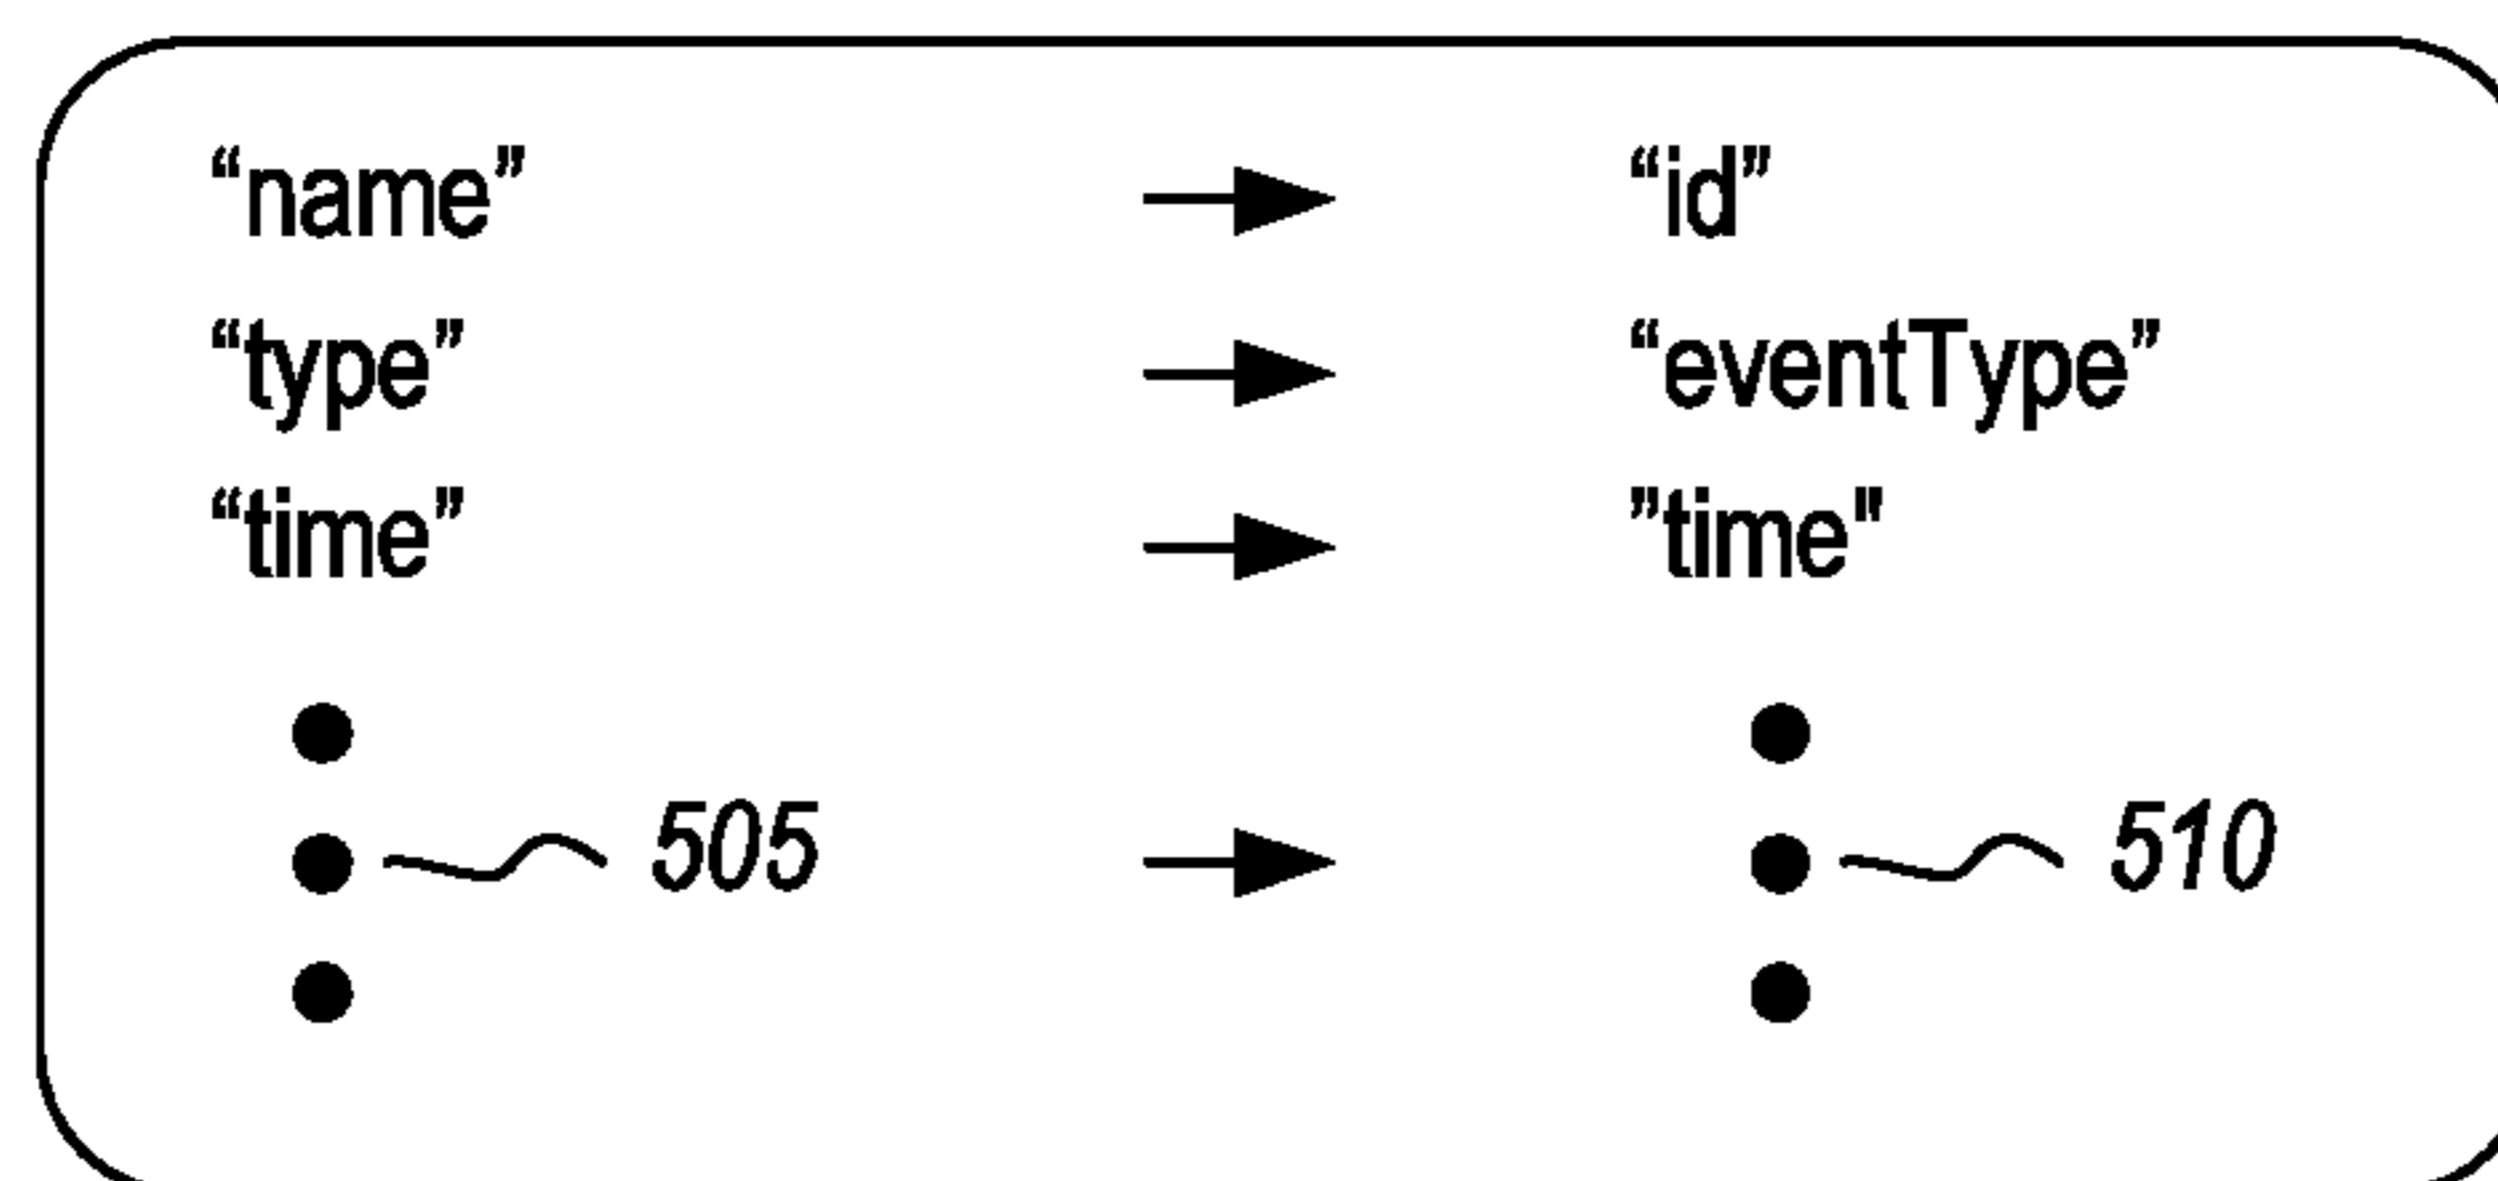 “name” “id”
“type” “eventType”
“time” ”time"
505 510